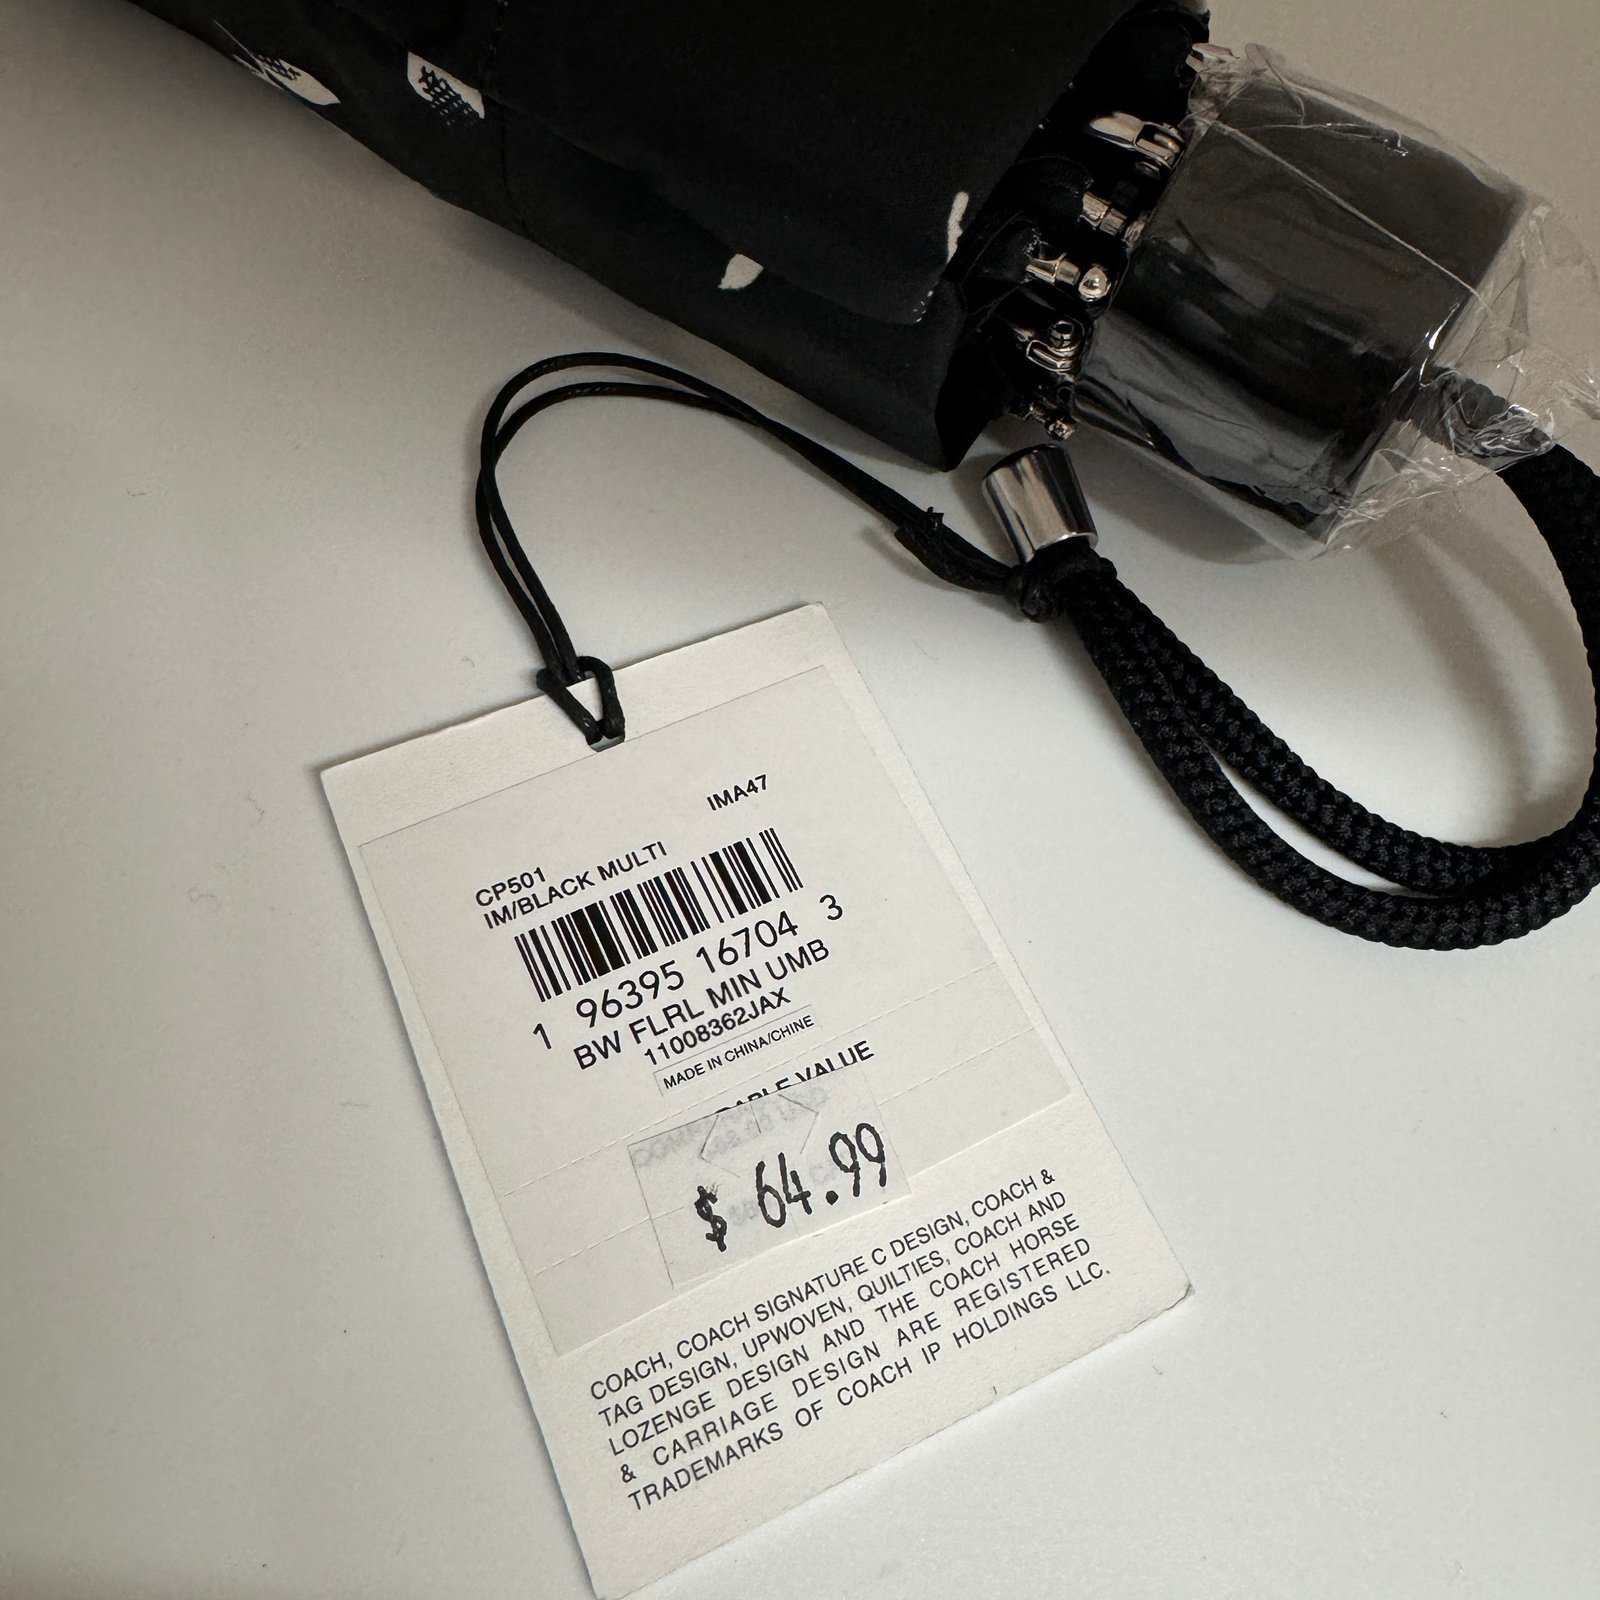 IMA47
CP501
IM/BLACK MULTI
1 96395 16704 3
BW FLRL MIN UMB
11008362JAX
MADE IN CHINA/CHINE
VALUE
$ 64.99
COACH, COACH SIGNATURE C DESIGN, COACH &
TAG DESIGN, UPWOVEN, QUILTIES, COACH AND
LOZENGE DESIGN AND THE COACH HORSE
& CARRIAGE DESIGN ARE REGISTERED
TRADEMARKS OF COACH IP HOLDINGS LLC.